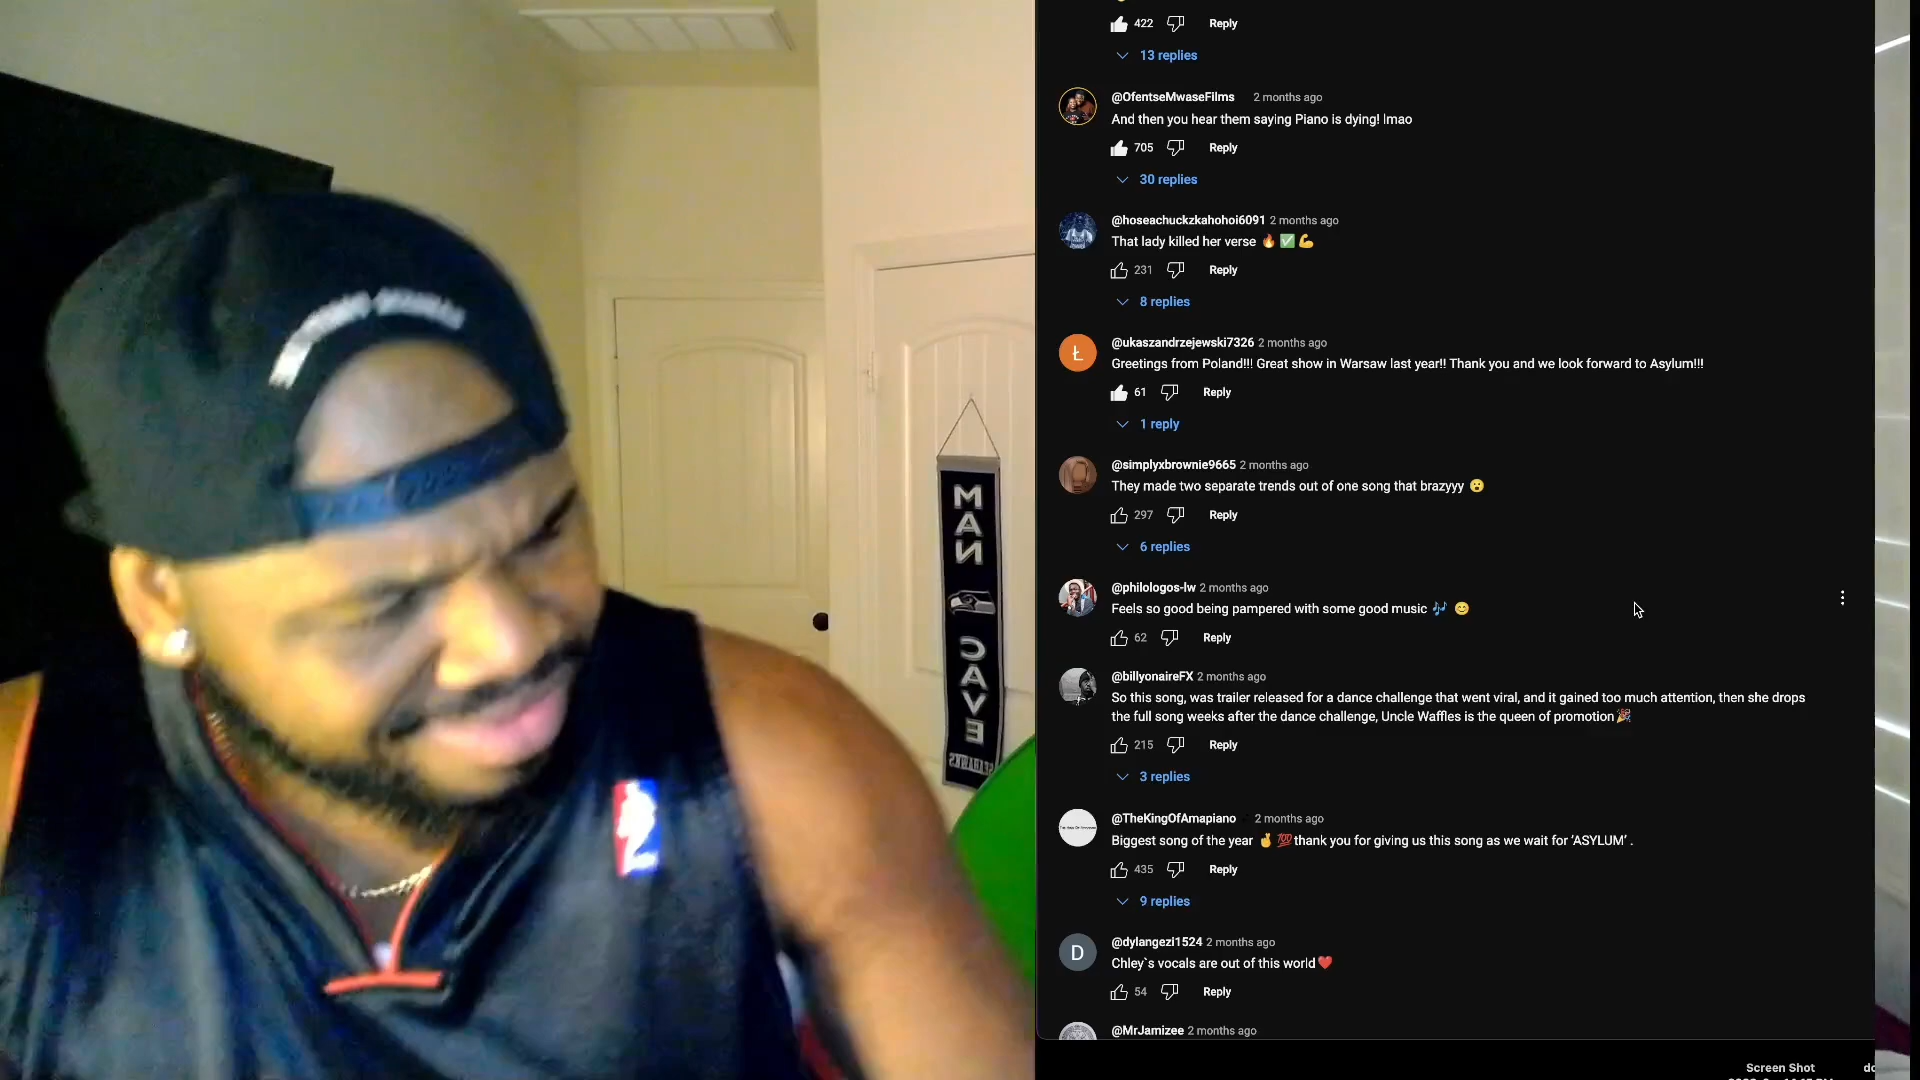 422 Reply
13 replies
@OfentseMwaseFilms 2 months ago
And then you hear them saying Piano is dying! lmao
705 Reply
30 replies
@hoseachuckzkahohoi6091 2 months ago
That lady killed her verse 🔥 ✅ 💪
231 Reply
8 replies
Ł
@ukaszandrzejewski7326 2 months ago
Greetings from Poland!!! Great show in Warsaw last year!! Thank you and we look forward to Asylum!!!
61 Reply
1 reply
@simplyxbrownie9665 2 months ago
They made two separate trends out of one song that brazyyy 😮
297 Reply
6 replies
@philologos-lw 2 months ago
Feels so good being pampered with some good music 🎶 😊
62 Reply
@billyonaireFX 2 months ago
So this song, was trailer released for a dance challenge that went viral, and it gained too much attention, then she drops
the full song weeks after the dance challenge, Uncle Waffles is the queen of promotion🎉
215 Reply
3 replies
@TheKingOfAmapiano 2 months ago
Biggest song of the year 🤞 💯thank you for giving us this song as we wait for ‘ASYLUM’ .
435 Reply
9 replies
D
@dylangezi1524 2 months ago
Chley`s vocals are out of this world❤️
54 Reply
@MrJamizee 2 months ago
Screen Shot
MAN
CAVE
SEAHAWKS